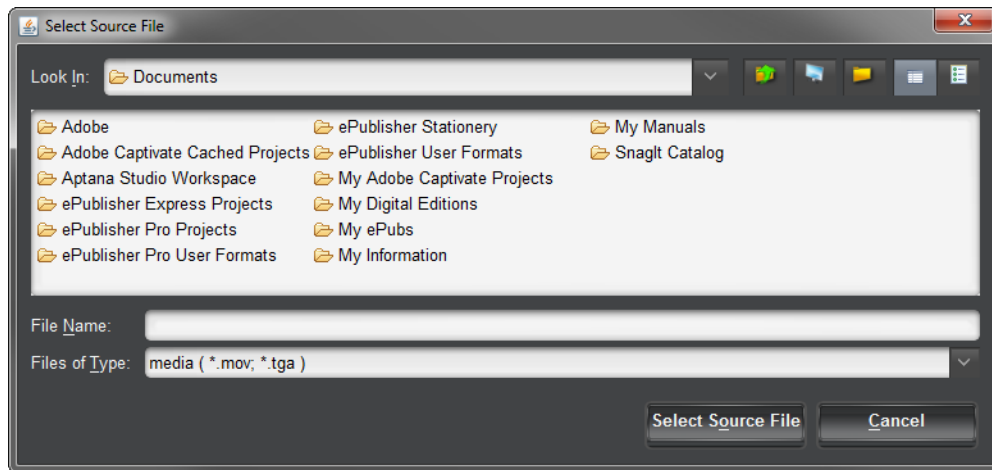 Select Source File
Look In: Documents
Adobe ePublisher Stationery My Manuals
Adobe Captivate Cached Projects ePublisher User Formats SnagIt Catalog
Aptana Studio Workspace My Adobe Captivate Projects
ePublisher Express Projects My Digital Editions
ePublisher Pro Projects My ePubs
ePublisher Pro User Formats My Information
File Name:
Files of Type: media ( *.mov; *.tga )
Select Source File Cancel